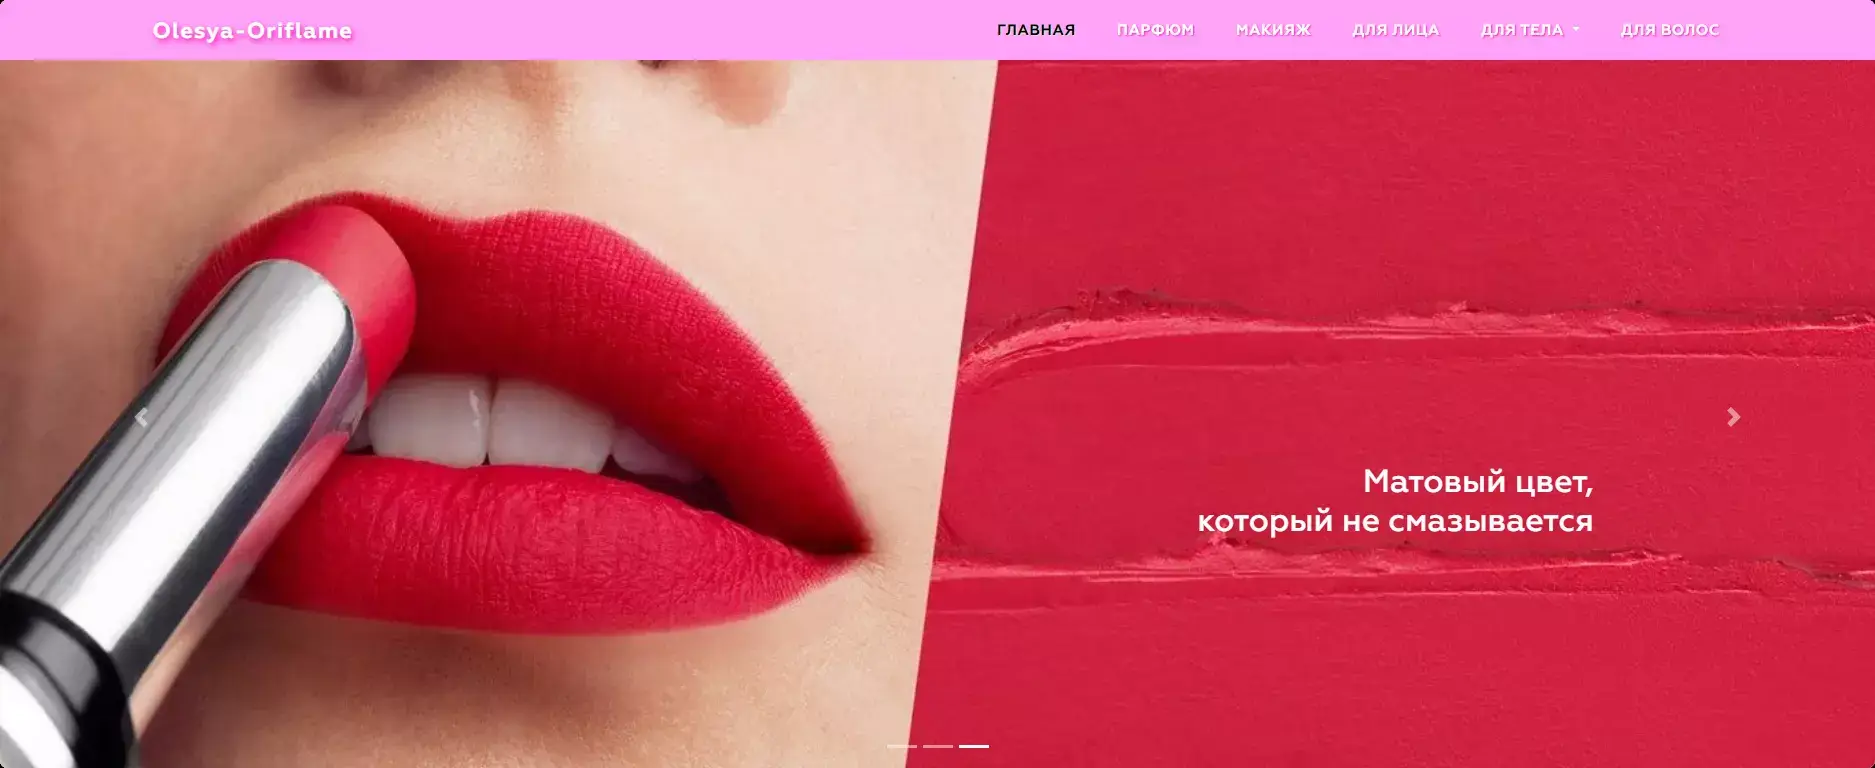 Olesya-Oriflame
ГЛАВНАЯ ПАРФЮМ МАКИЯЖ ДЛЯ ЛИЦА ДЛЯ ТЕЛА ДЛЯ ВОЛОС
Матовый цвет,
который не смазывается